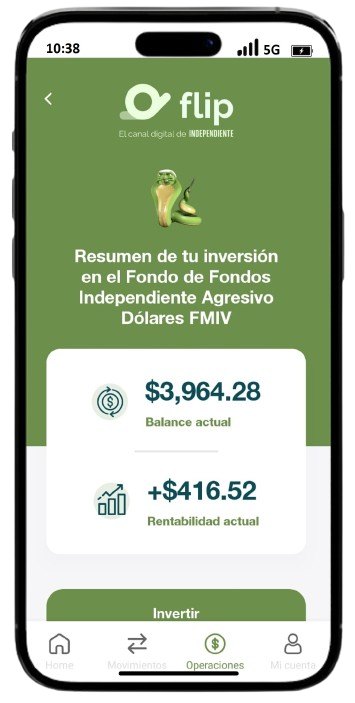 10:38
5G
flip
El canal digital de INDEPENDIENTE
Resumen de tu inversión
en el Fondo de Fondos
Independiente Agresivo
Dólares FMIV
$3,964.28
Balance actual
+$416.52
Rentabilidad actual
Invertir
Home
Movimientos
Operaciones
Mi cuenta